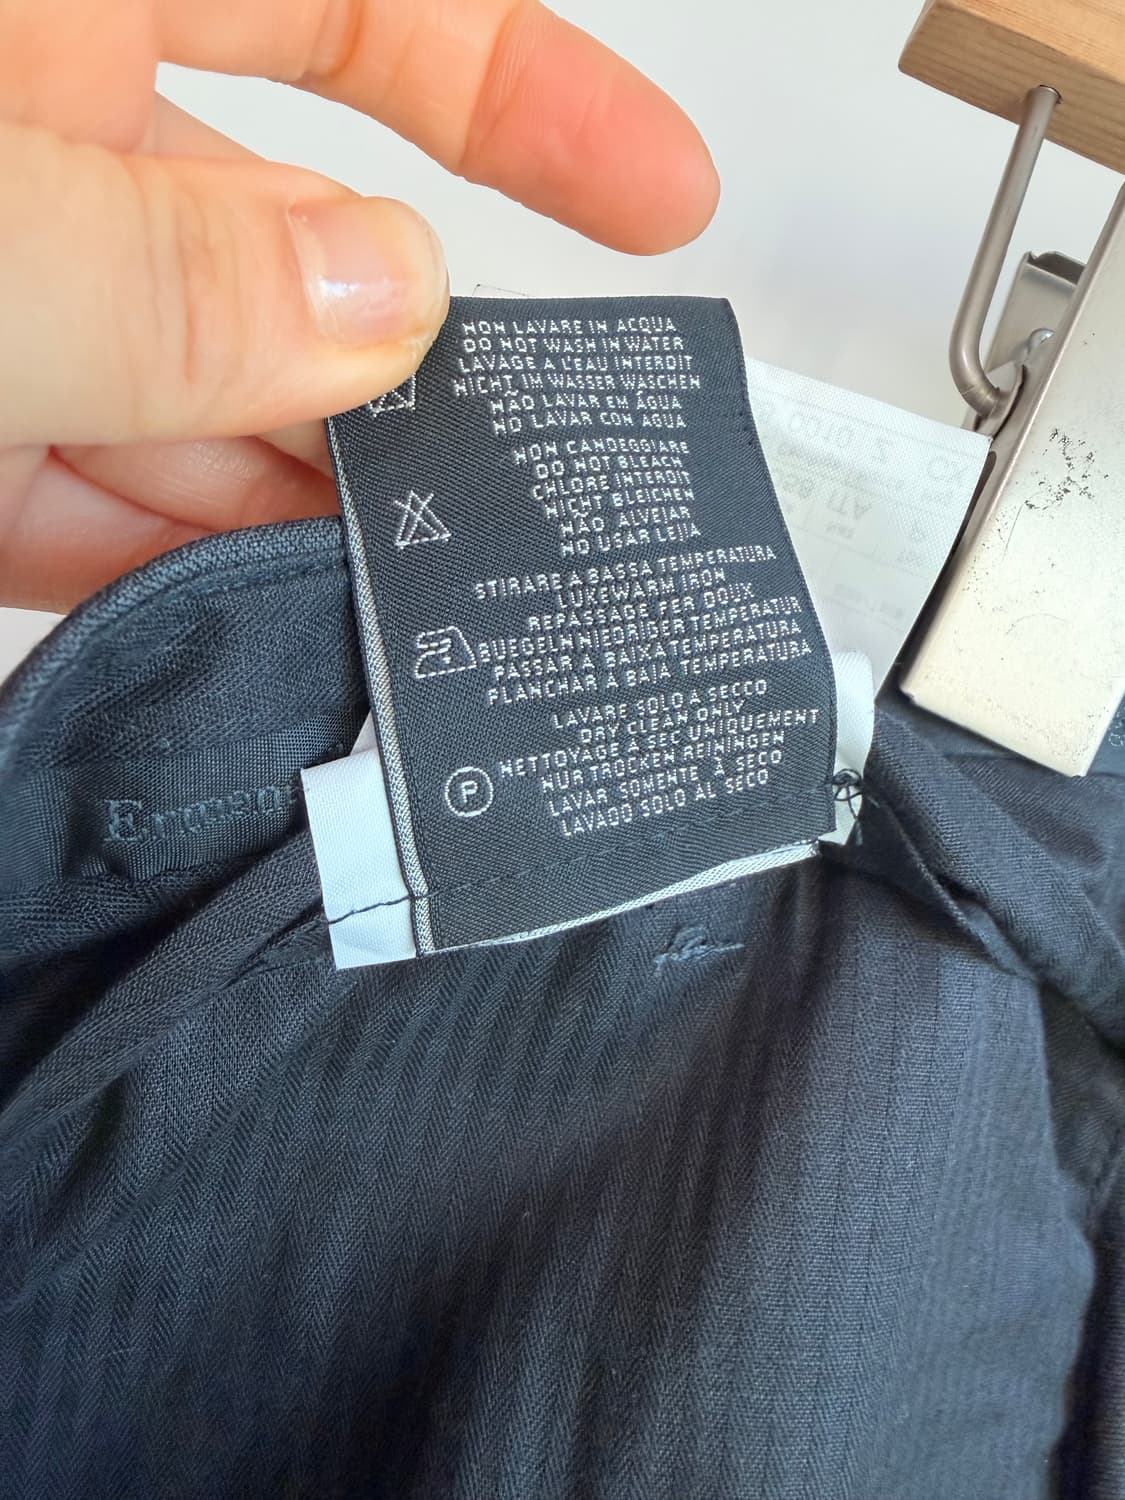 NON LAVARE IN ACQUA
DO NOT WASH IN WATER
LAVAGE A L'EAU INTERDIT
NICHT IM WASSER WASCHEN
NÃO LAVAR EM ÁGUA
NO LAVAR CON AGUA
NON CANDEGGIARE
DO NOT BLEACH
CHLORE INTERDIT
NICHT BLEICHEN
NÃO ALVEJAR
NO USAR LEJIA
STIRARE A BASSA TEMPERATURA
LUKEWARM IRON
REPASSAGE FER DOUX
BUEGELN NIEDRIGER TEMPERATUR
PASSAR A BAIXA TEMPERATURA
PLANCHAR A BAJA TEMPERATURA
LAVARE SOLO A SECCO
DRY CLEAN ONLY
NETTOYAGE A SEC UNIQUEMENT
NUR TROCKEN REINIGEN
LAVAR SOMENTE À SECO
LAVADO SOLO AL SECO
P